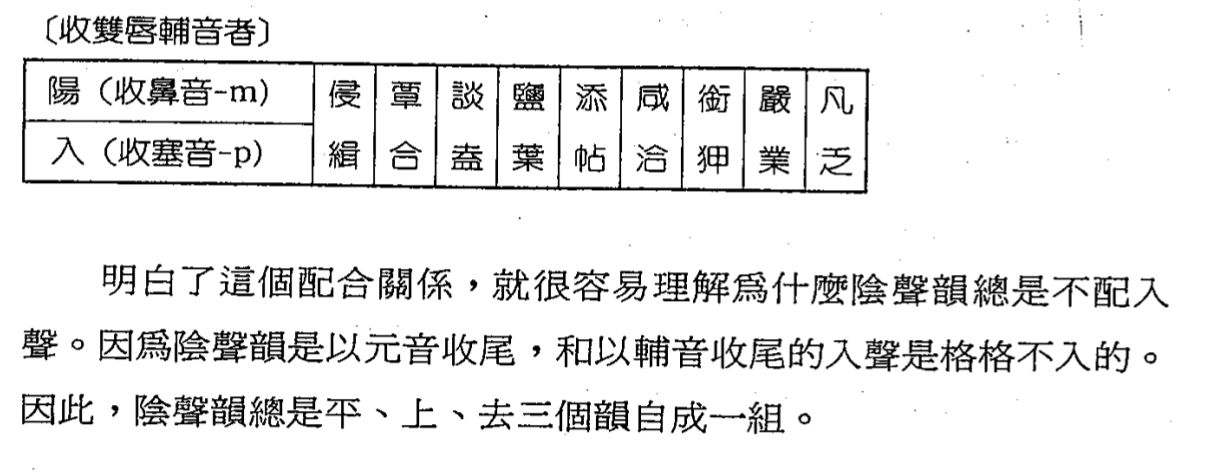 〔收雙唇輔音者〕
陽（收鼻音-m） 侵 覃 談 鹽 添 咸 銜 嚴 凡
入（收塞音-p） 緝 合 盍 葉 帖 洽 狎 業 乏
明白了這個配合關係，就很容易理解爲什麼陰聲韻總是不配入
聲。因爲陰聲韻是以元音收尾，和以輔音收尾的入聲是格格不入的。
因此，陰聲韻總是平、上、去三個韻自成一組。